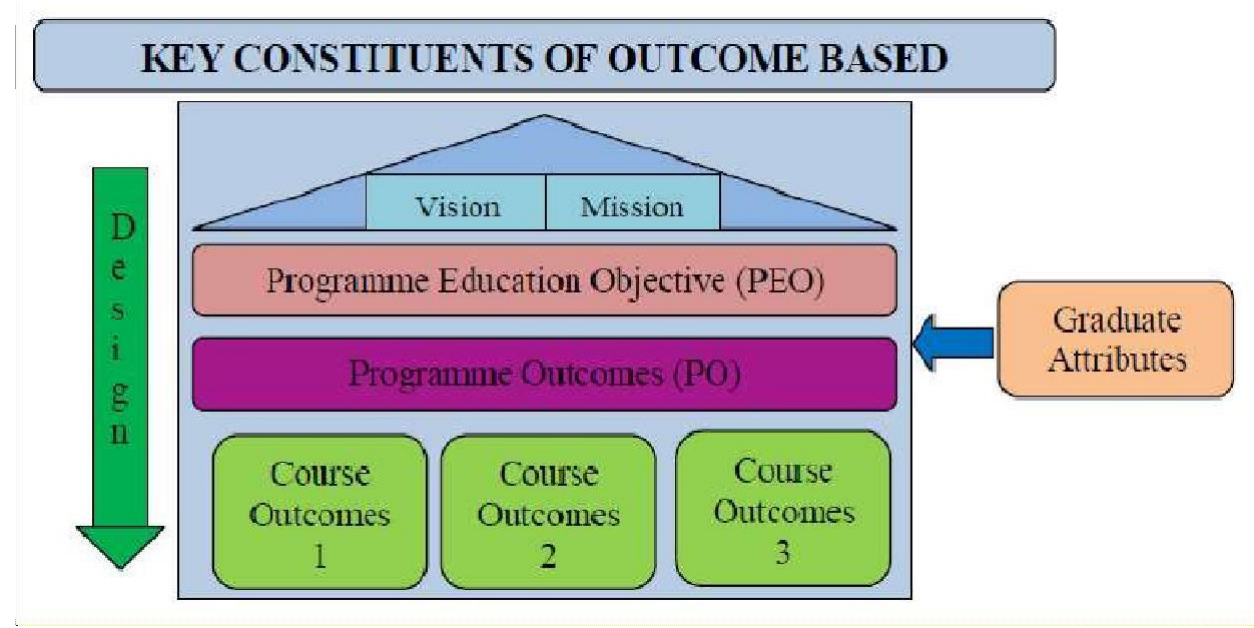 KEY CONSTITUENTS OF OUTCOME BASED
Design
Vision
Mission
Programme Education Objective (PEO)
Programme Outcomes (PO)
Graduate
Attributes
Course
Outcomes
1
Course
Outcomes
2
Course
Outcomes
3